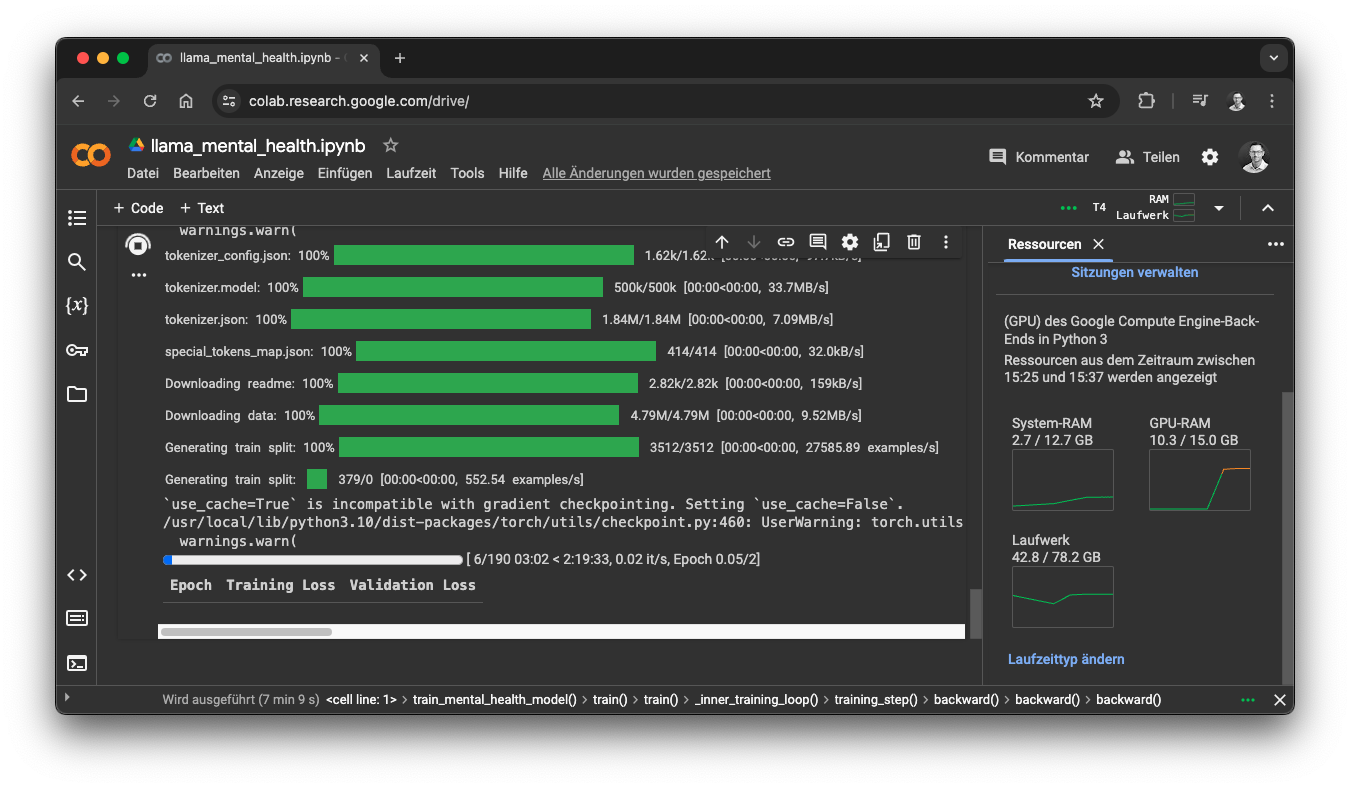 llama_mental_health.ipynb -
colab.research.google.com/drive/
llama_mental_health.ipynb
Datei Bearbeiten Anzeige Einfügen Laufzeit Tools Hilfe Alle Änderungen wurden gespeichert
Kommentar Teilen
+ Code + Text
T4 RAM
Laufwerk
warnings.warn(
tokenizer_config.json: 100% 1.62k/1.62
tokenizer.model: 100% 500k/500k [00:00<00:00, 33.7MB/s]
tokenizer.json: 100% 1.84M/1.84M [00:00<00:00, 7.09MB/s]
special_tokens_map.json: 100% 414/414 [00:00<00:00, 32.0kB/s]
Downloading readme: 100% 2.82k/2.82k [00:00<00:00, 159kB/s]
Downloading data: 100% 4.79M/4.79M [00:00<00:00, 9.52MB/s]
Generating train split: 100% 3512/3512 [00:00<00:00, 27585.89 examples/s]
Generating train split: 379/0 [00:00<00:00, 552.54 examples/s]
`use_cache=True` is incompatible with gradient checkpointing. Setting `use_cache=False`.
/usr/local/lib/python3.10/dist-packages/torch/utils/checkpoint.py:460: UserWarning: torch.utils
warnings.warn(
[ 6/190 03:02 < 2:19:33, 0.02 it/s, Epoch 0.05/2]
Epoch Training Loss Validation Loss
Ressourcen
Sitzungen verwalten
(GPU) des Google Compute Engine-Back-
Ends in Python 3
Ressourcen aus dem Zeitraum zwischen
15:25 und 15:37 werden angezeigt
System-RAM
2.7 / 12.7 GB
GPU-RAM
10.3 / 15.0 GB
Laufwerk
42.8 / 78.2 GB
Laufzeittyp ändern
Wird ausgeführt (7 min 9 s) <cell line: 1> > train_mental_health_model() > train() > train() > _inner_training_loop() > training_step() > backward() > backward() > backward()